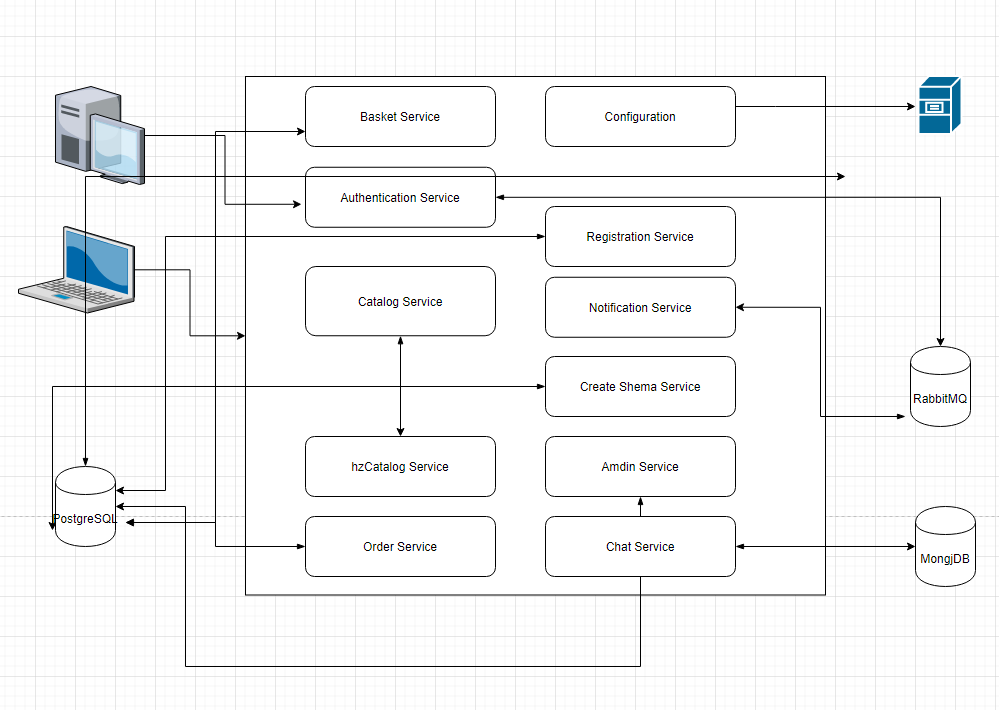 Basket Service
Configuration
Authentication Service
Registration Service
Catalog Service
Notification Service
Create Shema Service
RabbitMQ
hzCatalog Service
Amdin Service
PostgreSQL
Order Service
Chat Service
MongjDB